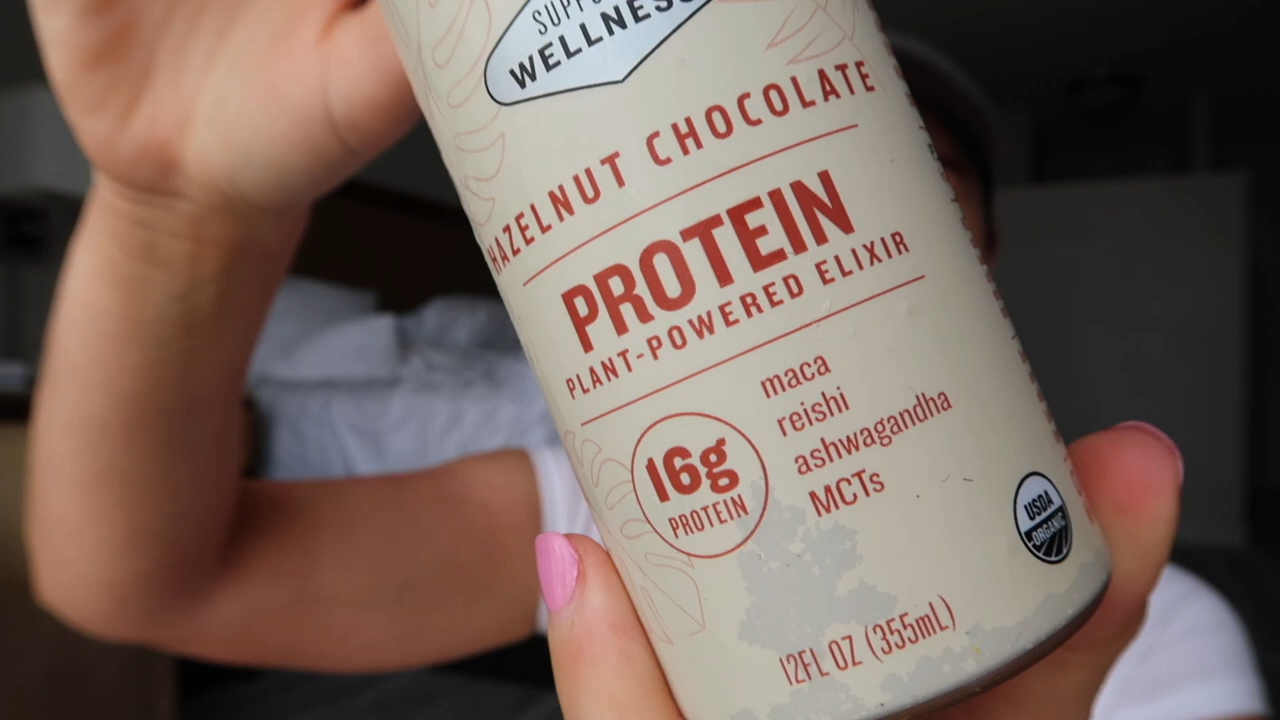 WELLNESS
HAZELNUT CHOCOLATE
PROTEIN
PLANT-POWERED ELIXIR
maca
reishi
ashwagandha
MCTs
16g
PROTEIN
USDA
ORGANIC
12FL OZ (355mL)